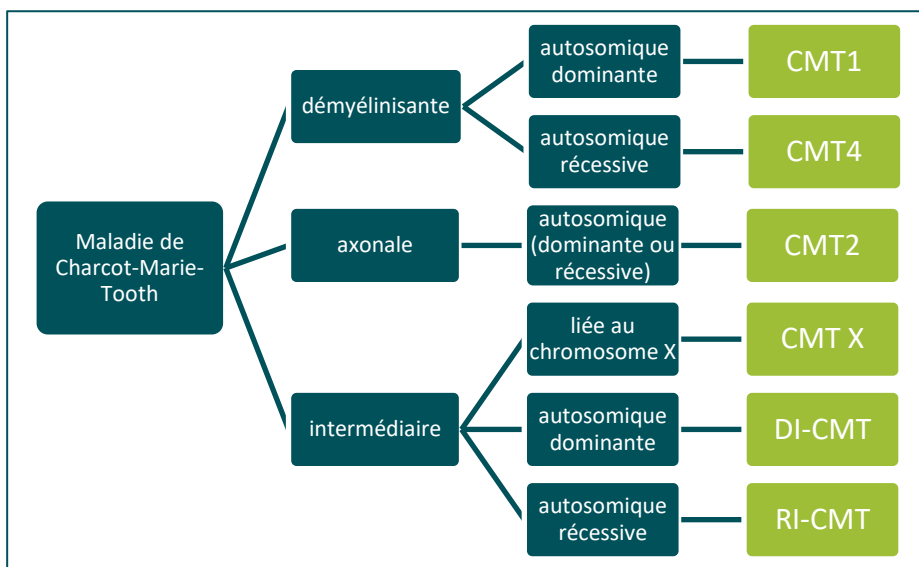 Maladie de
Charcot-Marie-
Tooth
démyélinisante
autosomique
dominante
CMT1
autosomique
récessive
CMT4
axonale
autosomique
(dominante ou
récessive)
CMT2
intermédiaire
liée au
chromosome X
CMT X
autosomique
dominante
DI-CMT
autosomique
récessive
RI-CMT